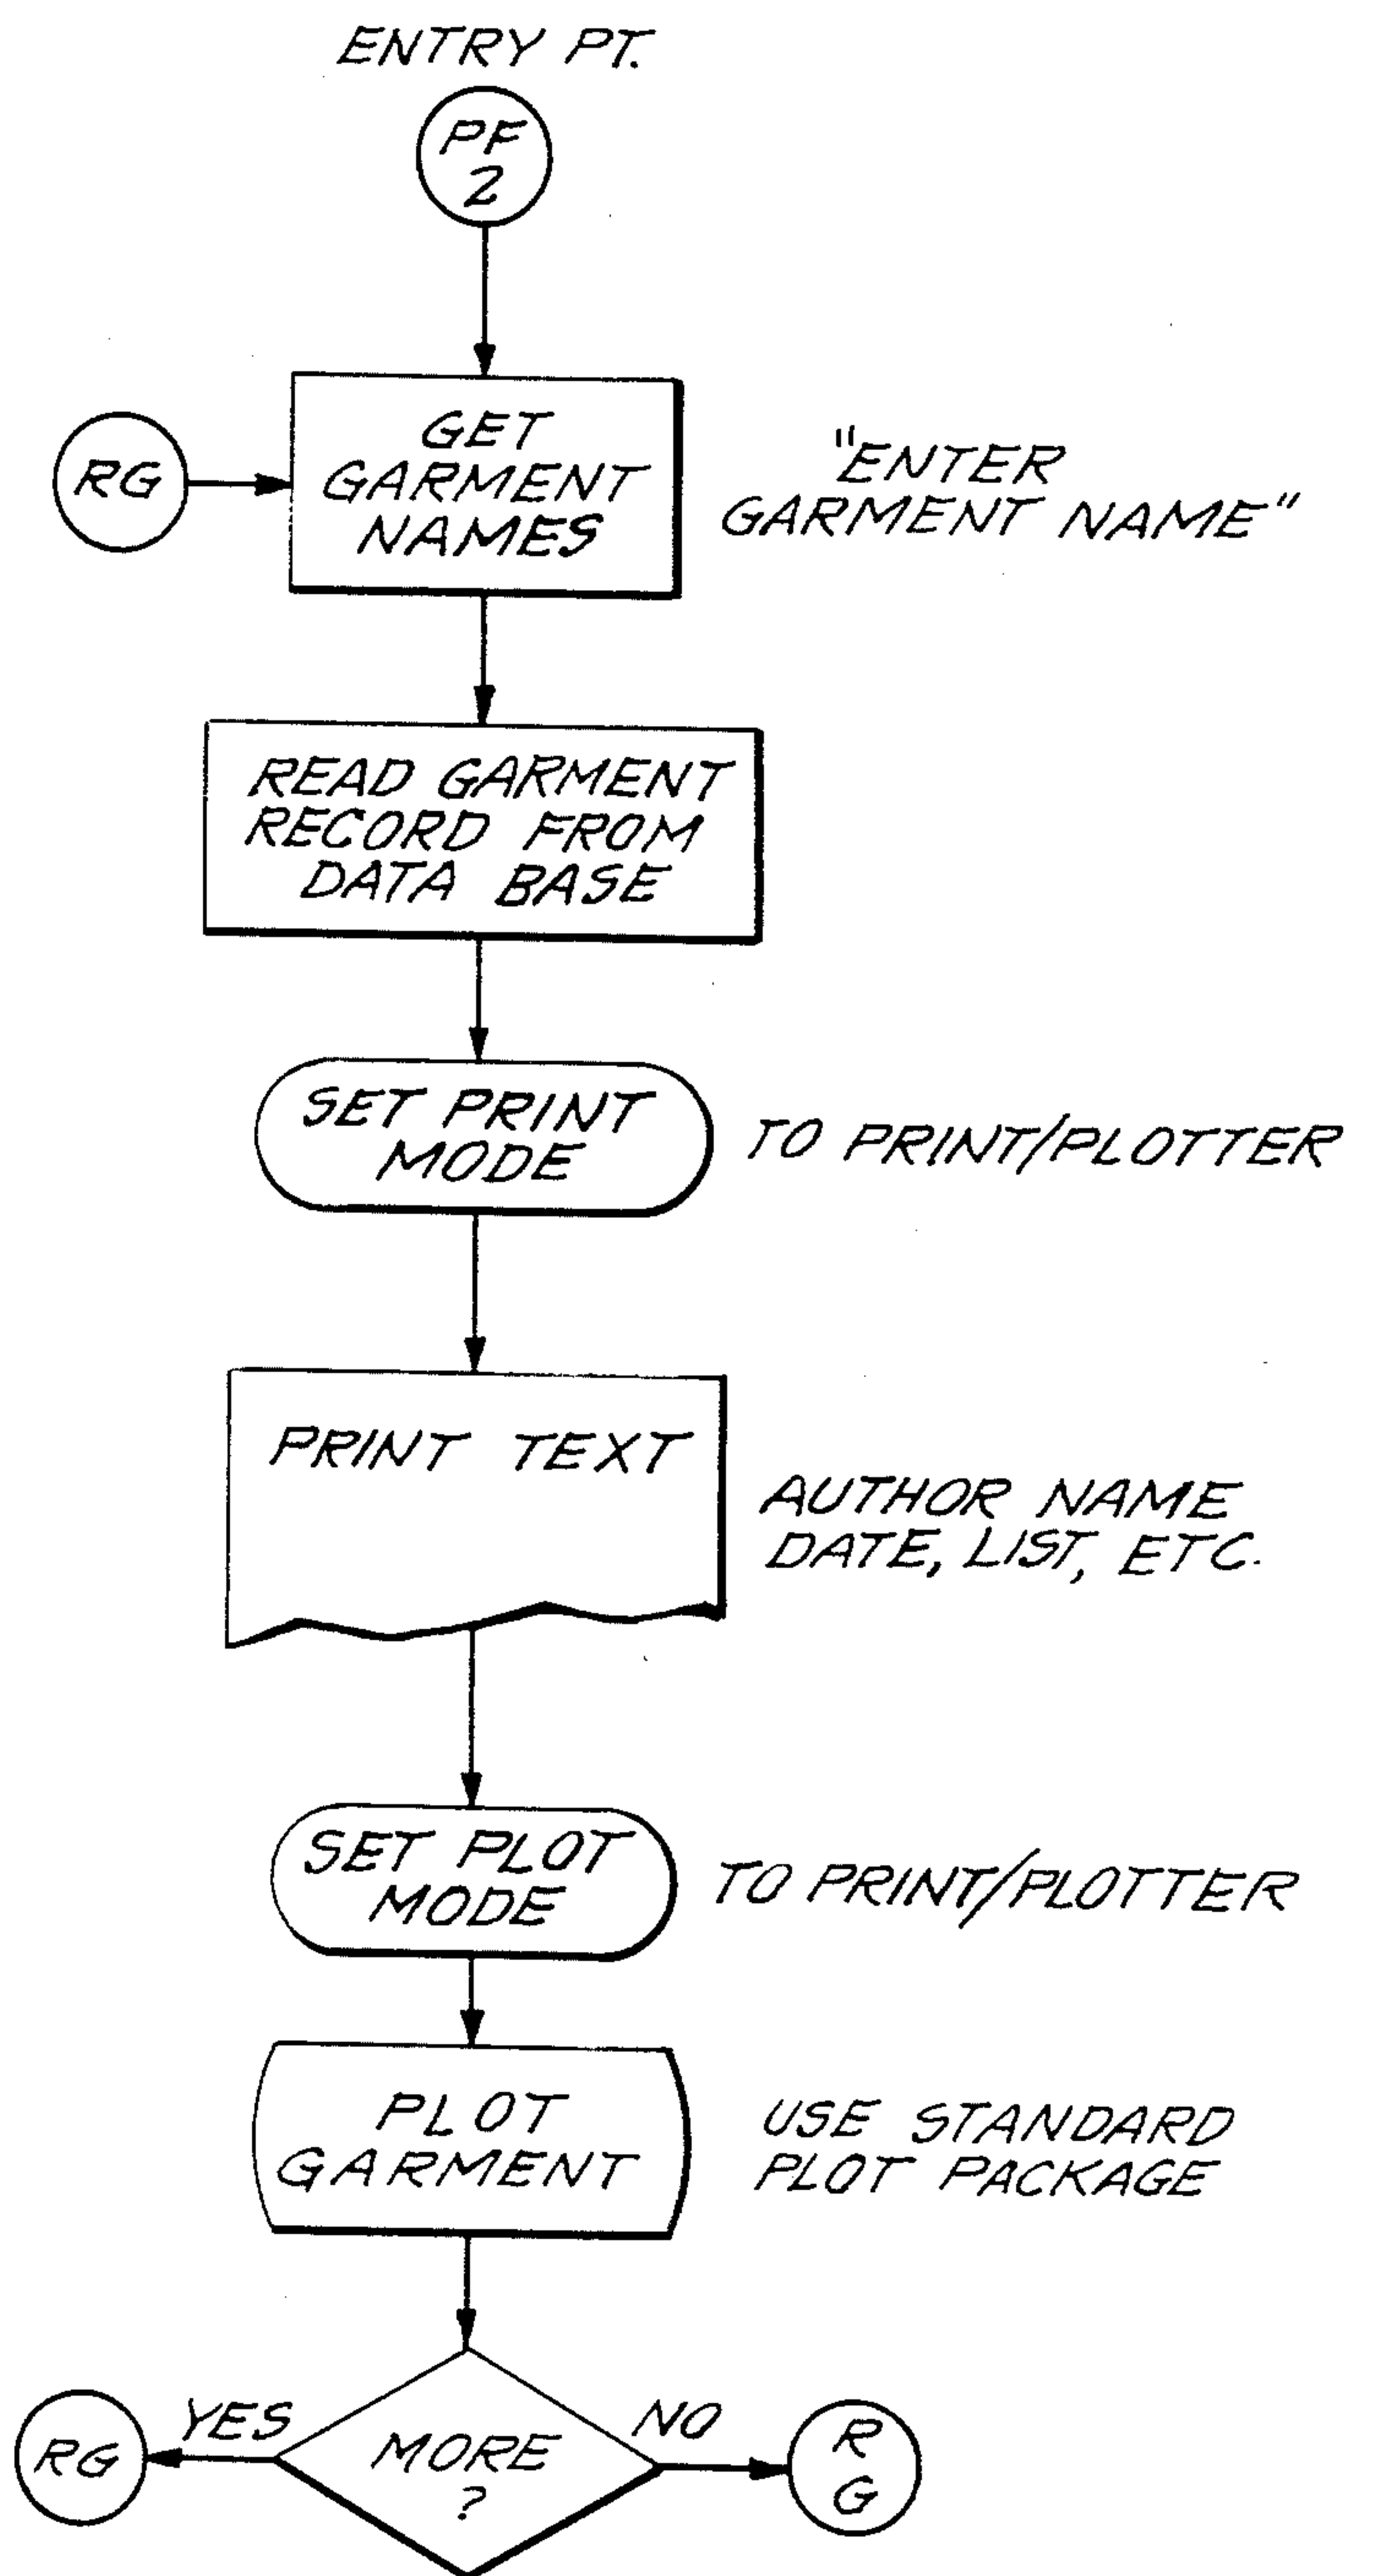 ENTRY PT.
PF
2
RG
GET
GARMENT
NAMES
"ENTER
GARMENT NAME"
READ GARMENT
RECORD FROM
DATA BASE
SET PRINT
MODE
TO PRINT/PLOTTER
PRINT TEXT
AUTHOR NAME
DATE, LIST, ETC.
SET PLOT
MODE
TO PRINT/PLOTTER
PLOT
GARMENT
USE STANDARD
PLOT PACKAGE
RG
YES
MORE
?
NO
R
G